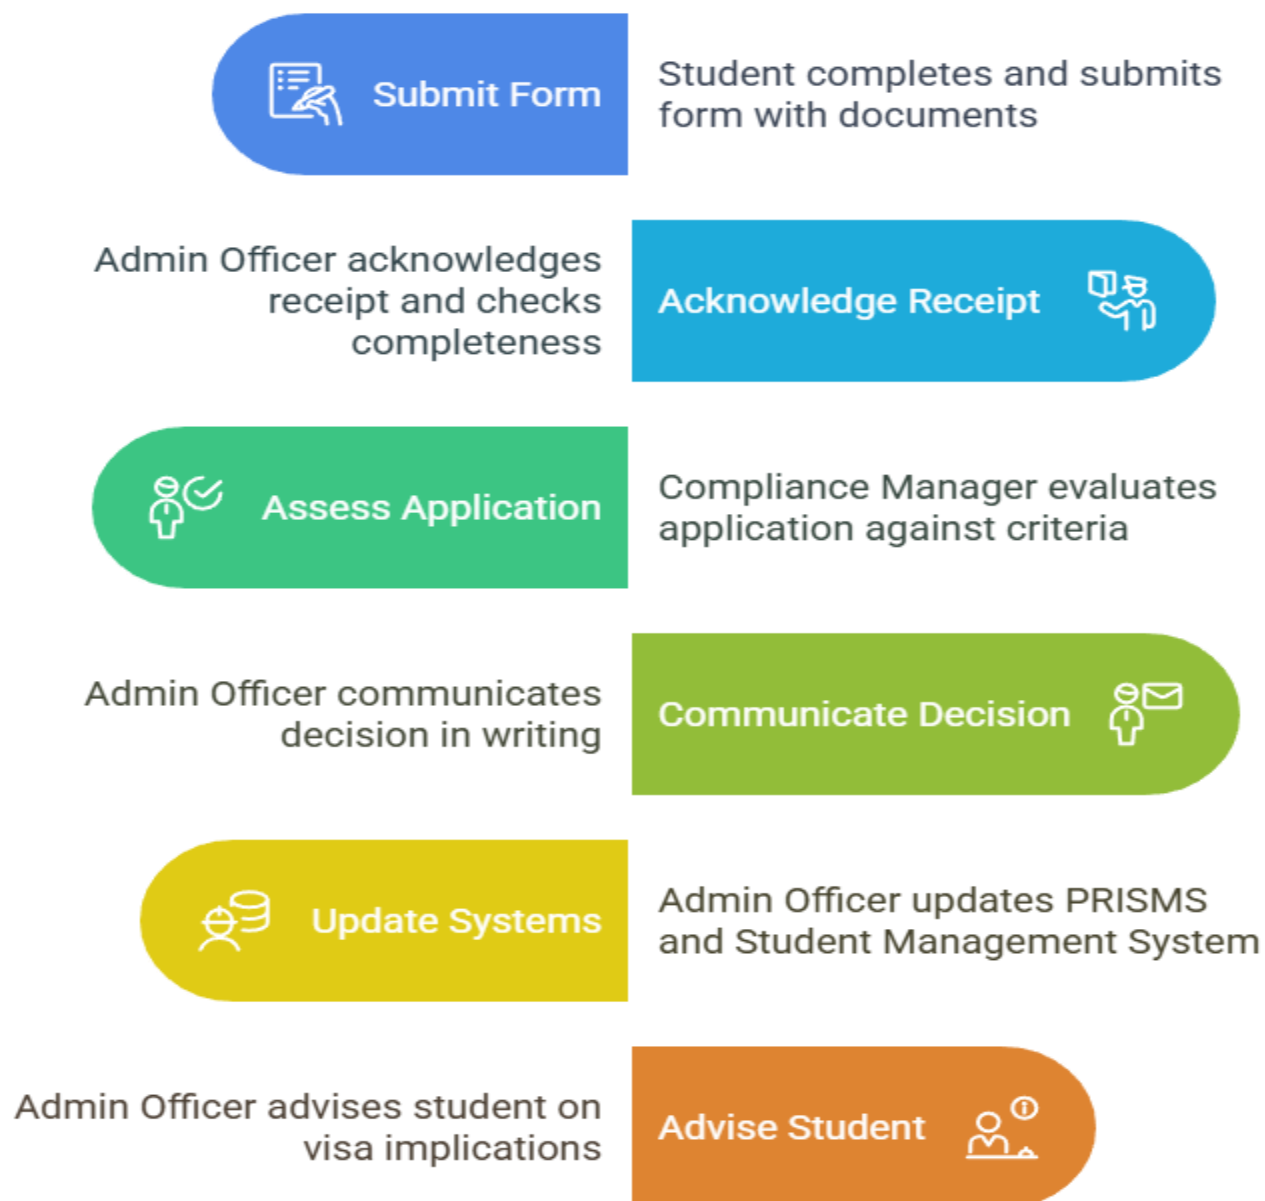 Submit Form
Student completes and submits
form with documents
Admin Officer acknowledges
receipt and checks
completeness
Acknowledge Receipt
Assess Application
Compliance Manager evaluates
application against criteria
Admin Officer communicates
decision in writing
Communicate Decision
Update Systems
Admin Officer updates PRISMS
and Student Management System
Admin Officer advises student on
visa implications
Advise Student